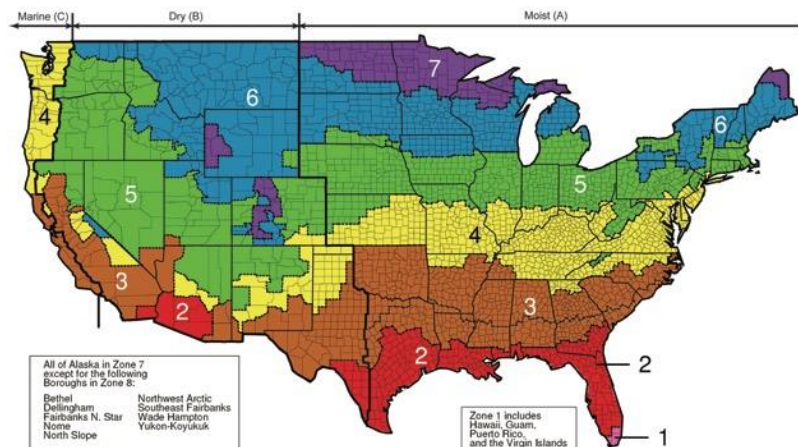 Marine (C) Dry (B) Moist (A)
7
6
4
6
5
5
4
3
3
2
2
2
1
All of Alaska in Zone 7
except for the following
Boroughs in Zone 8:
Bethel Northwest Arctic
Dellingham Southeast Fairbanks
Fairbanks N. Star Wade Hampton
Nome Yukon-Koyukuk
North Slope
Zone 1 includes
Hawaii, Guam,
Puerto Rico,
and the Virgin Islands